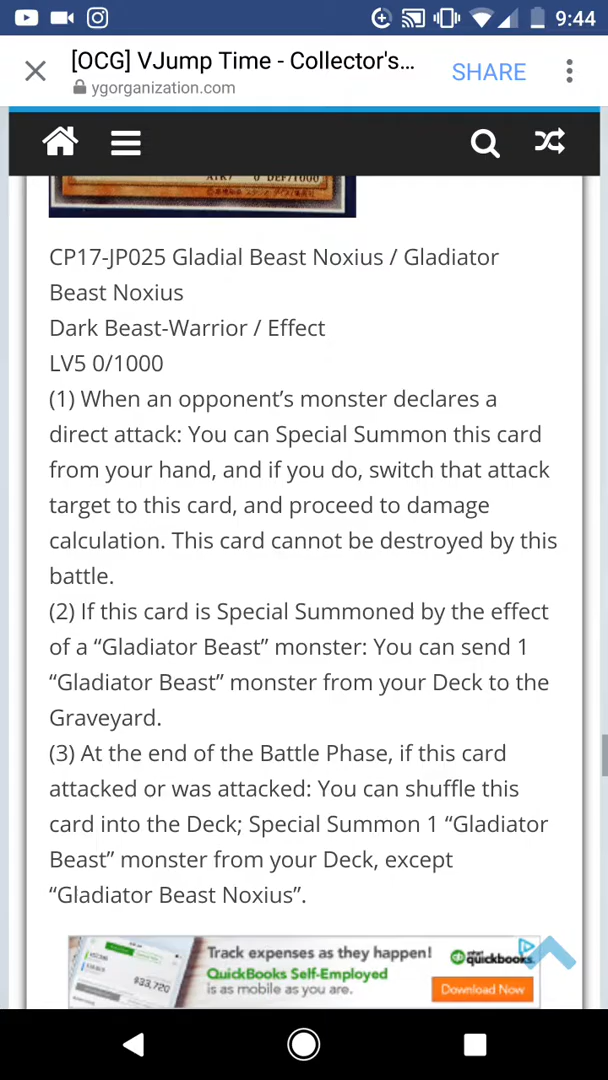 9:44
[OCG] VJump Time - Collector's...
SHARE
ygorganization.com
0 DEF/1000
CP17-JP025 Gladial Beast Noxius / Gladiator
Beast Noxius
Dark Beast-Warrior / Effect
LV5 0/1000
(1) When an opponent’s monster declares a
direct attack: You can Special Summon this card
from your hand, and if you do, switch that attack
target to this card, and proceed to damage
calculation. This card cannot be destroyed by this
battle.
(2) If this card is Special Summoned by the effect
of a “Gladiator Beast” monster: You can send 1
“Gladiator Beast” monster from your Deck to the
Graveyard.
(3) At the end of the Battle Phase, if this card
attacked or was attacked: You can shuffle this
card into the Deck; Special Summon 1 “Gladiator
Beast” monster from your Deck, except
“Gladiator Beast Noxius”.
Track expenses as they happen!
QuickBooks Self-Employed
is as mobile as you are.
quickbooks.
Download Now
$33,720